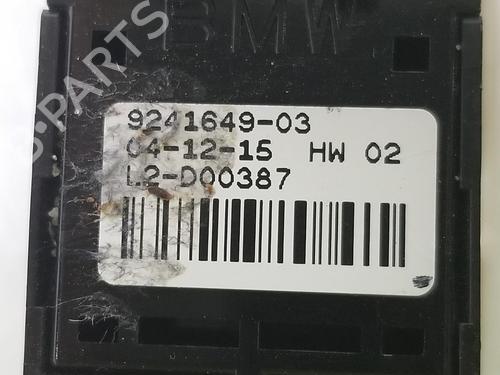 BMW
9241649-03
04-12-15 HW 02
L2-D00387
B-PARTS